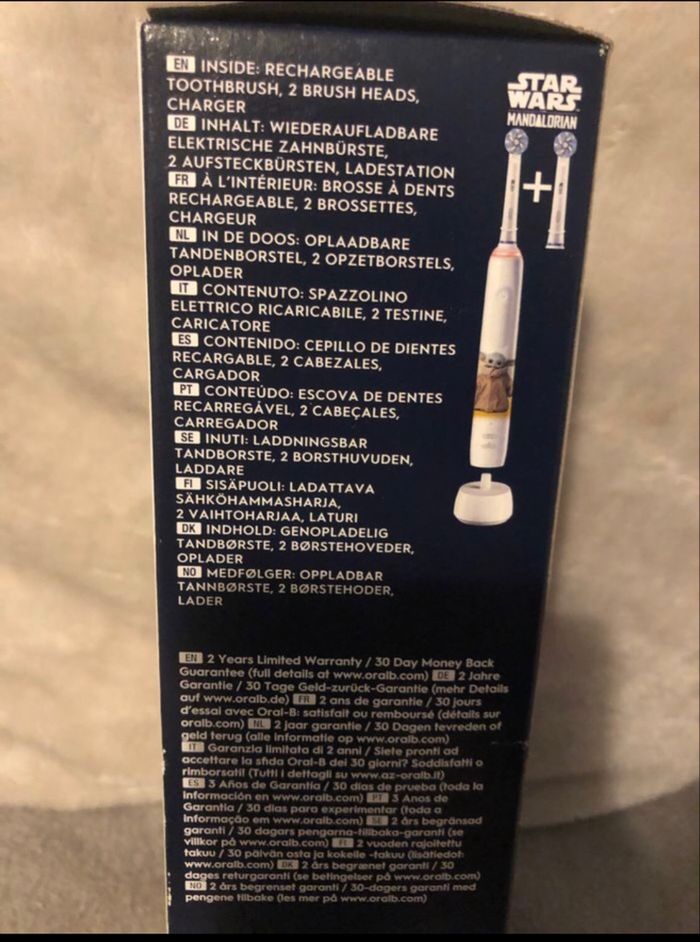 EN INSIDE: RECHARGEABLE
TOOTHBRUSH, 2 BRUSH HEADS,
CHARGER
DE INHALT: WIEDERAUFLADBARE
ELEKTRISCHE ZAHNBÜRSTE,
2 AUFSTECKBÜRSTEN, LADESTATION
FR À L'INTÉRIEUR: BROSSE À DENTS
RECHARGEABLE, 2 BROSSETTES,
CHARGEUR
NL IN DE DOOS: OPLAADBARE
TANDENBORSTEL, 2 OPZETBORSTELS,
OPLADER
IT CONTENUTO: SPAZZOLINO
ELETTRICO RICARICABILE, 2 TESTINE,
CARICATORE
ES CONTENIDO: CEPILLO DE DIENTES
RECARGABLE, 2 CABEZALES,
CARGADOR
PT CONTEÚDO: ESCOVA DE DENTES
RECARREGÁVEL, 2 CABEÇALES,
CARREGADOR
SE INUTI: LADDNINGSBAR
TANDBORSTE, 2 BORSTHUVUDEN,
LADDARE
FI SISÄPUOLI: LADATTAVA
SÄHKÖHAMMASHARJA,
2 VAIHTOHARJAA, LATURI
DK INDHOLD: GENOPLADELIG
TANDBØRSTE, 2 BØRSTEHOVEDER,
OPLADER
NO MEDFØLGER: OPPLADBAR
TANNBØRSTE, 2 BØRSTEHODER,
LADER
STAR
WARS
MANDALORIAN
+
EN 2 Years Limited Warranty / 30 Day Money Back
Guarantee (full details at www.oralb.com) DE 2 Jahre
Garantie / 30 Tage Geld-zurück-Garantie (mehr Details
auf www.oralb.de) FR 2 ans de garantie / 30 jours
d'essai avec Oral-B: satisfait ou remboursé (détails sur
oralb.com) NL 2 jaar garantie / 30 Dagen tevreden of
geld terug (alle informatie op www.oralb.com)
IT Garanzia limitata di 2 anni / Siete pronti ad
accettare la sfida Oral-B dei 30 giorni? Soddisfatti o
rimborsati! (Tutti i dettagli su www.az-oralb.it)
ES 3 Años de Garantía / 30 días de prueba (toda la
información en www.oralb.com) PT 3 Anos de
Garantia / 30 dias para experimentar (toda a
informação em www.oralb.com) SE 2 års begränsad
garanti / 30 dagars pengarna-tillbaka-garanti (se
villkor på www.oralb.com) FI 2 vuoden rajoitettu
takuu / 30 päivän osta ja kokeile -takuu (lisätiedot:
www.oralb.com) DK 2 års begrænset garanti / 30
dages returgaranti (se betingelser på www.oralb.com)
NO 2 års begrenset garanti / 30-dagers garanti med
pengene tilbake (les mer på www.oralb.com)